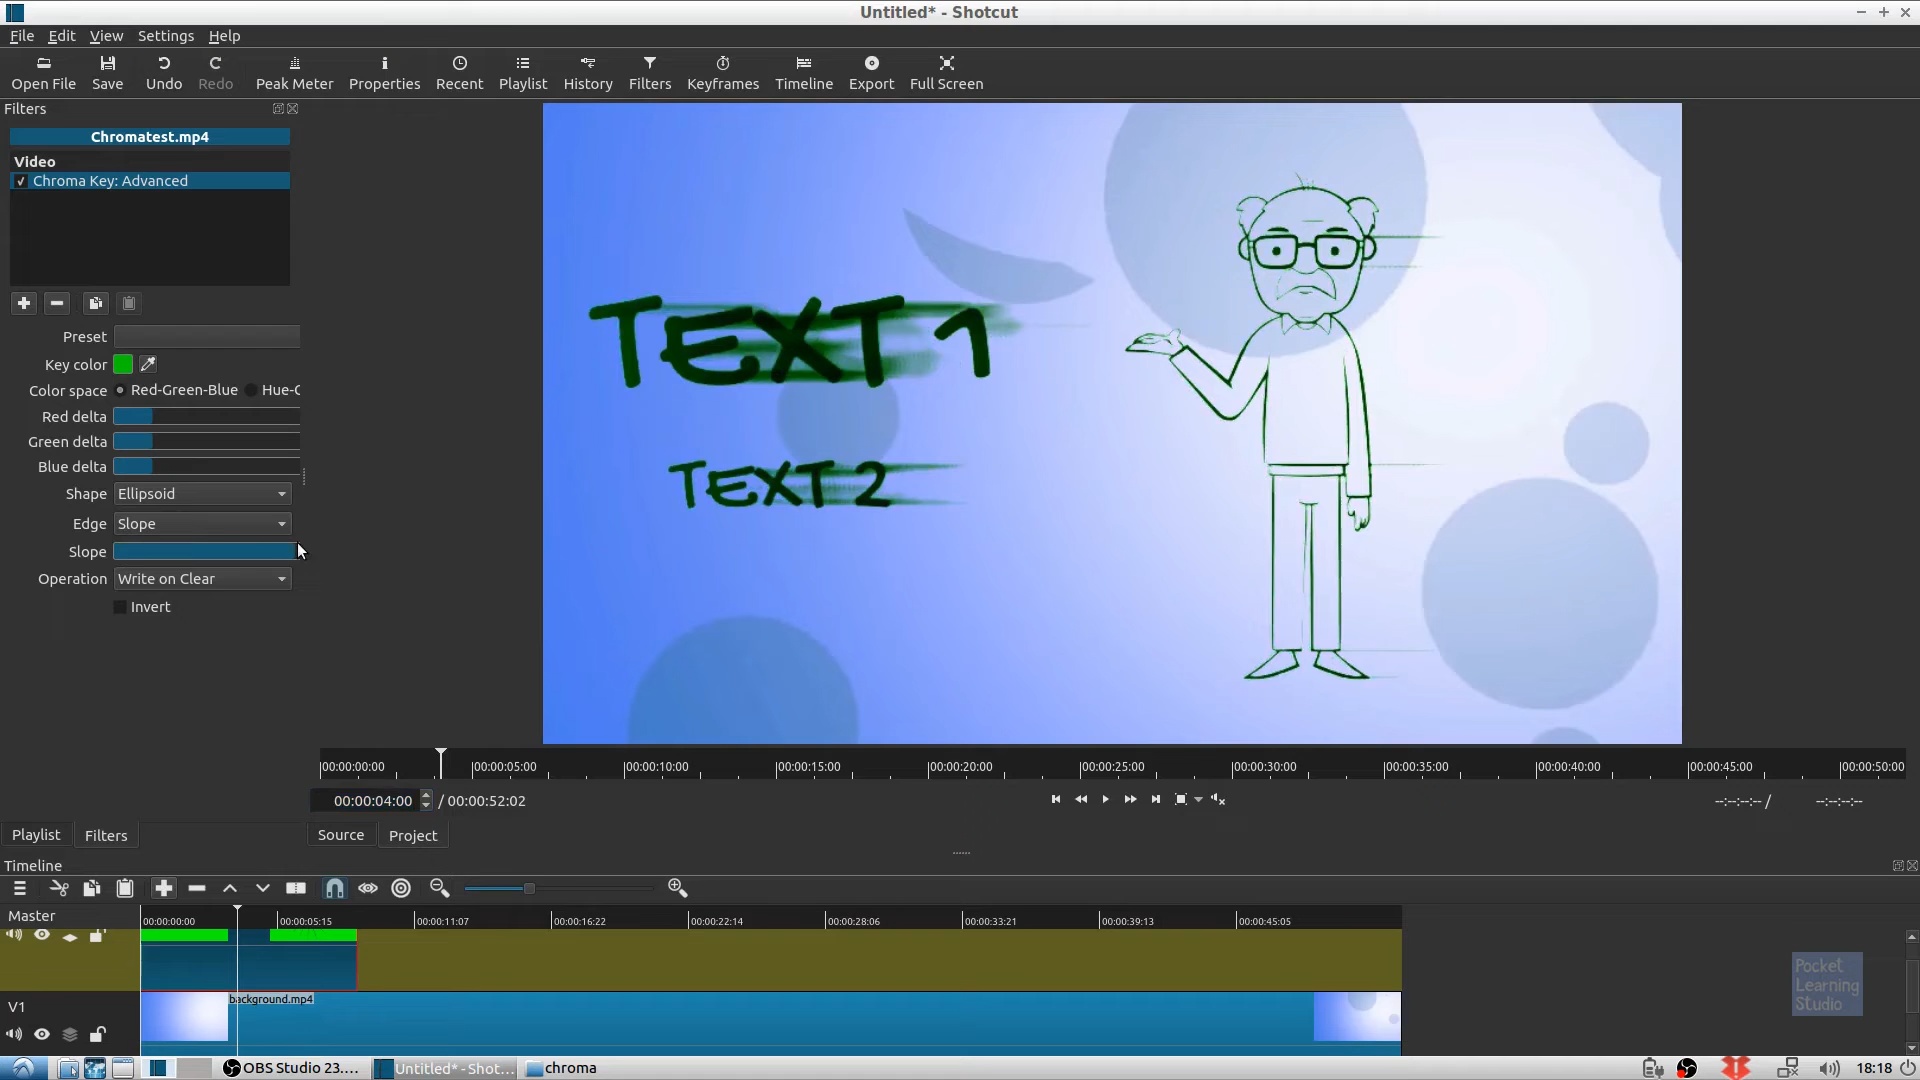 Untitled* - Shotcut
File Edit View Settings Help
Open File Save Undo Redo Peak Meter Properties Recent Playlist History Filters Keyframes Timeline Export Full Screen
Filters
Chromatest.mp4
Video
Chroma Key: Advanced
Preset
Key color
Color space Red-Green-Blue Hue-C
Red delta
Green delta
Blue delta
Shape Ellipsoid
Edge Slope
Slope
Operation Write on Clear
Invert
TEXT 1
TEXT 2
00:00:00:00 00:00:05:00 00:00:10:00 00:00:15:00 00:00:20:00 00:00:25:00 00:00:30:00 00:00:35:00 00:00:40:00 00:00:45:00 00:00:50:00
00:00:04:00 / 00:00:52:02 --:--:--:-- / --:--:--:--
Playlist Filters Source Project
Timeline
Master 00:00:00:00 00:00:05:15 00:00:11:07 00:00:16:22 00:00:22:14 00:00:28:06 00:00:33:21 00:00:39:13 00:00:45:05
V1 background.mp4
Pocket
Learning
Studio
OBS Studio 23.... Untitled* - Shot... chroma 18:18